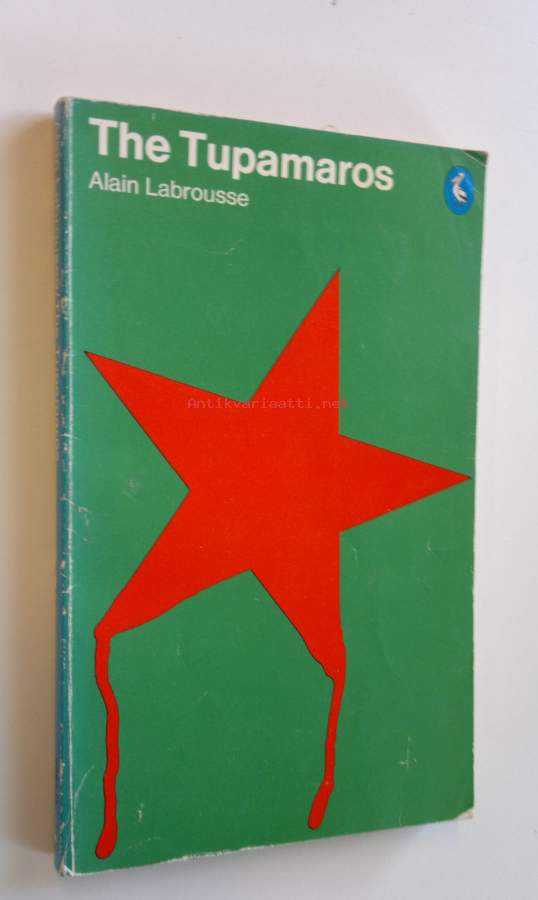 The Tupamaros
Alain Labrousse
Antikvariaatti.net